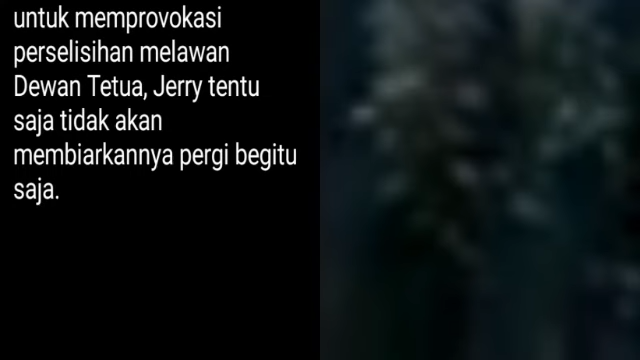 untuk memprovokasi
perselisihan melawan
Dewan Tetua, Jerry tentu
saja tidak akan
membiarkannya pergi begitu
saja.